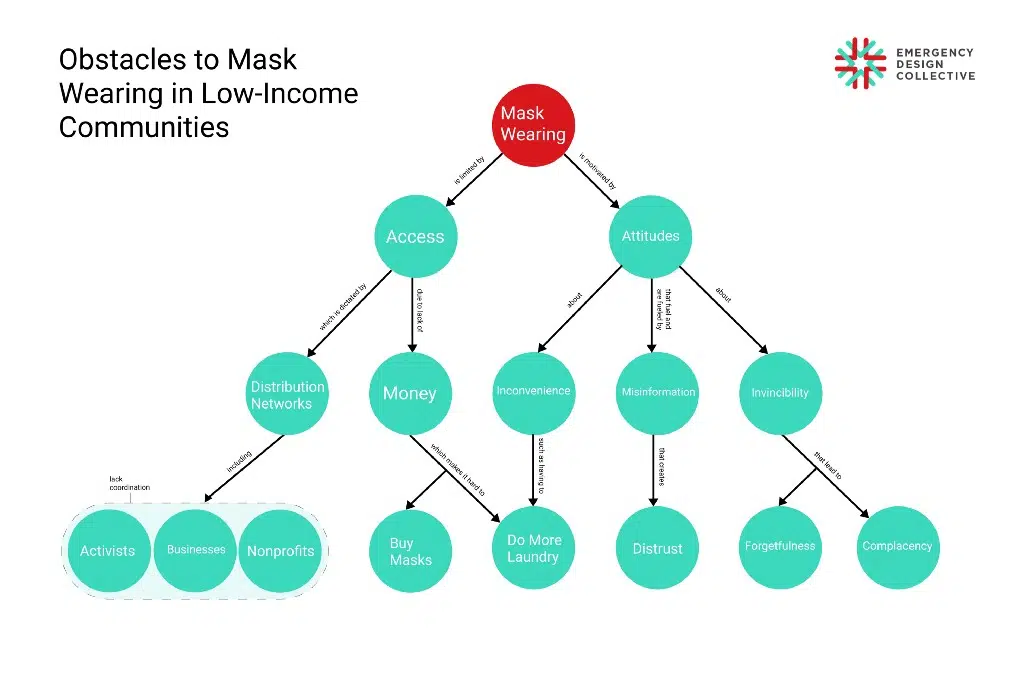 Obstacles to Mask
Wearing in Low-Income
Communities
EMERGENCY
DESIGN
COLLECTIVE
Mask
Wearing
is limited by
is motivated by
Access
Attitudes
which is dictated by
due to lack of
about
that fuel and
are fueled by
about
Distribution
Networks
Money
Inconvenience
Misinformation
Invincibility
including
which makes it hard to
such as having to
that creates
that lead to
lack
coordination
Activists
Businesses
Nonprofits
Buy
Masks
Do More
Laundry
Distrust
Forgetfulness
Complacency